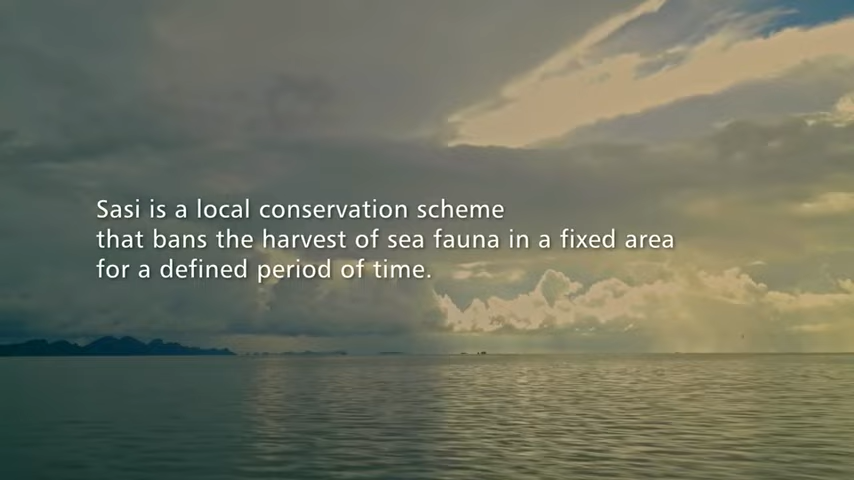 Sasi is a local conservation scheme
that bans the harvest of sea fauna in a fixed area
for a defined period of time.